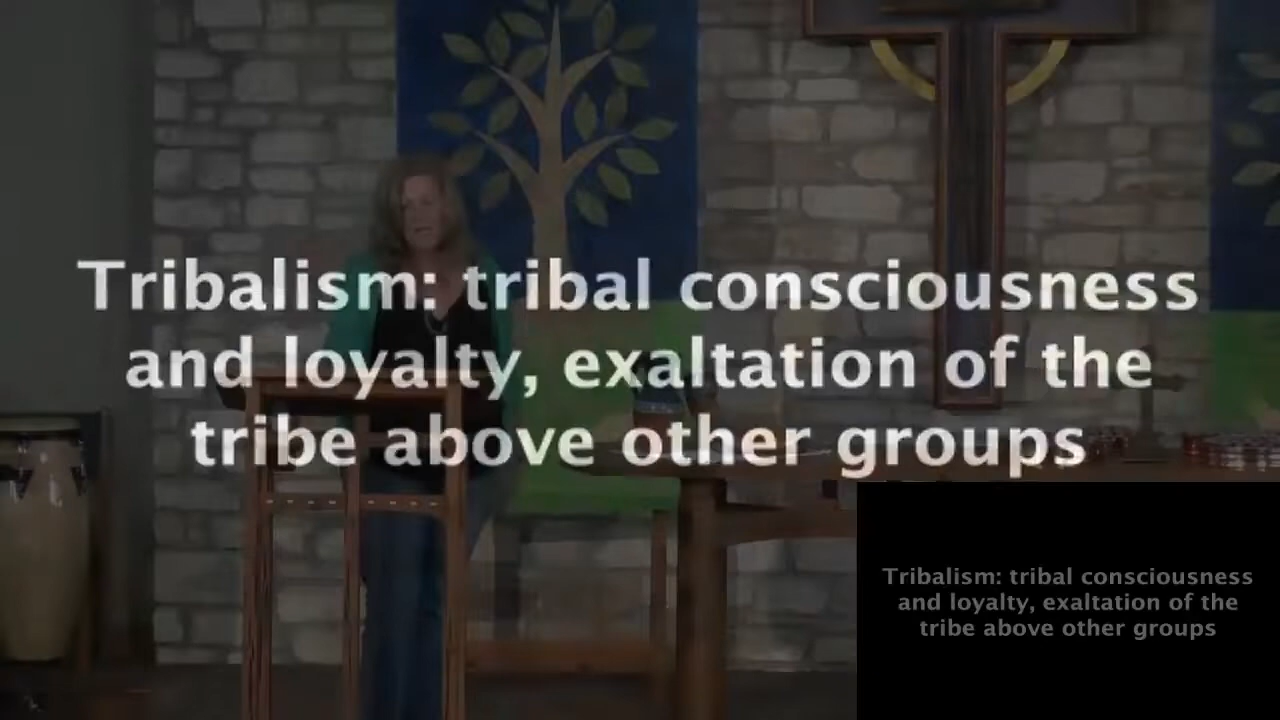 Tribalism: tribal consciousness
and loyalty, exaltation of the
tribe above other groups
Tribalism: tribal consciousness
and loyalty, exaltation of the
tribe above other groups